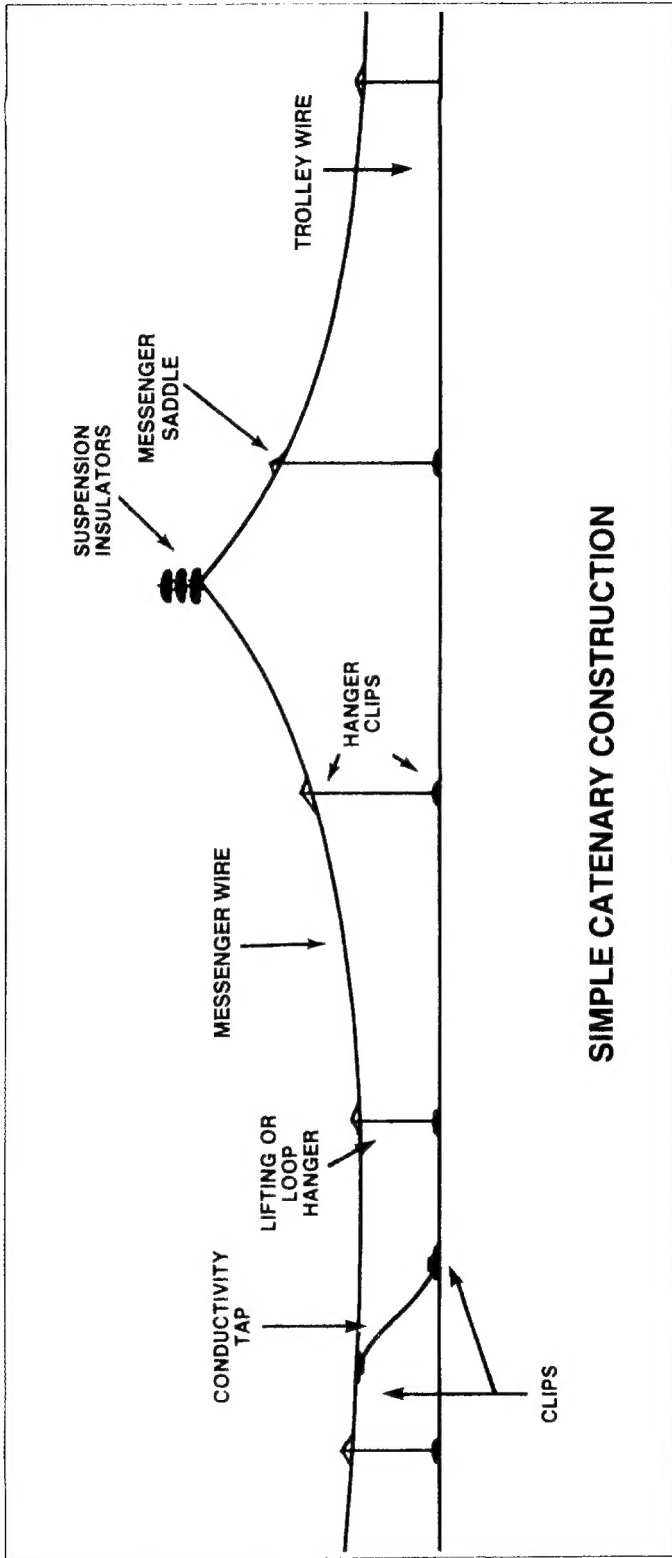 SUSPENSION
INSULATORS
MESSENGER
SADDLE
TROLLEY WIRE
MESSENGER WIRE
HANGER
CLIPS
CONDUCTIVITY
TAP
LIFTING OR
LOOP
HANGER
CLIPS
SIMPLE CATENARY CONSTRUCTION